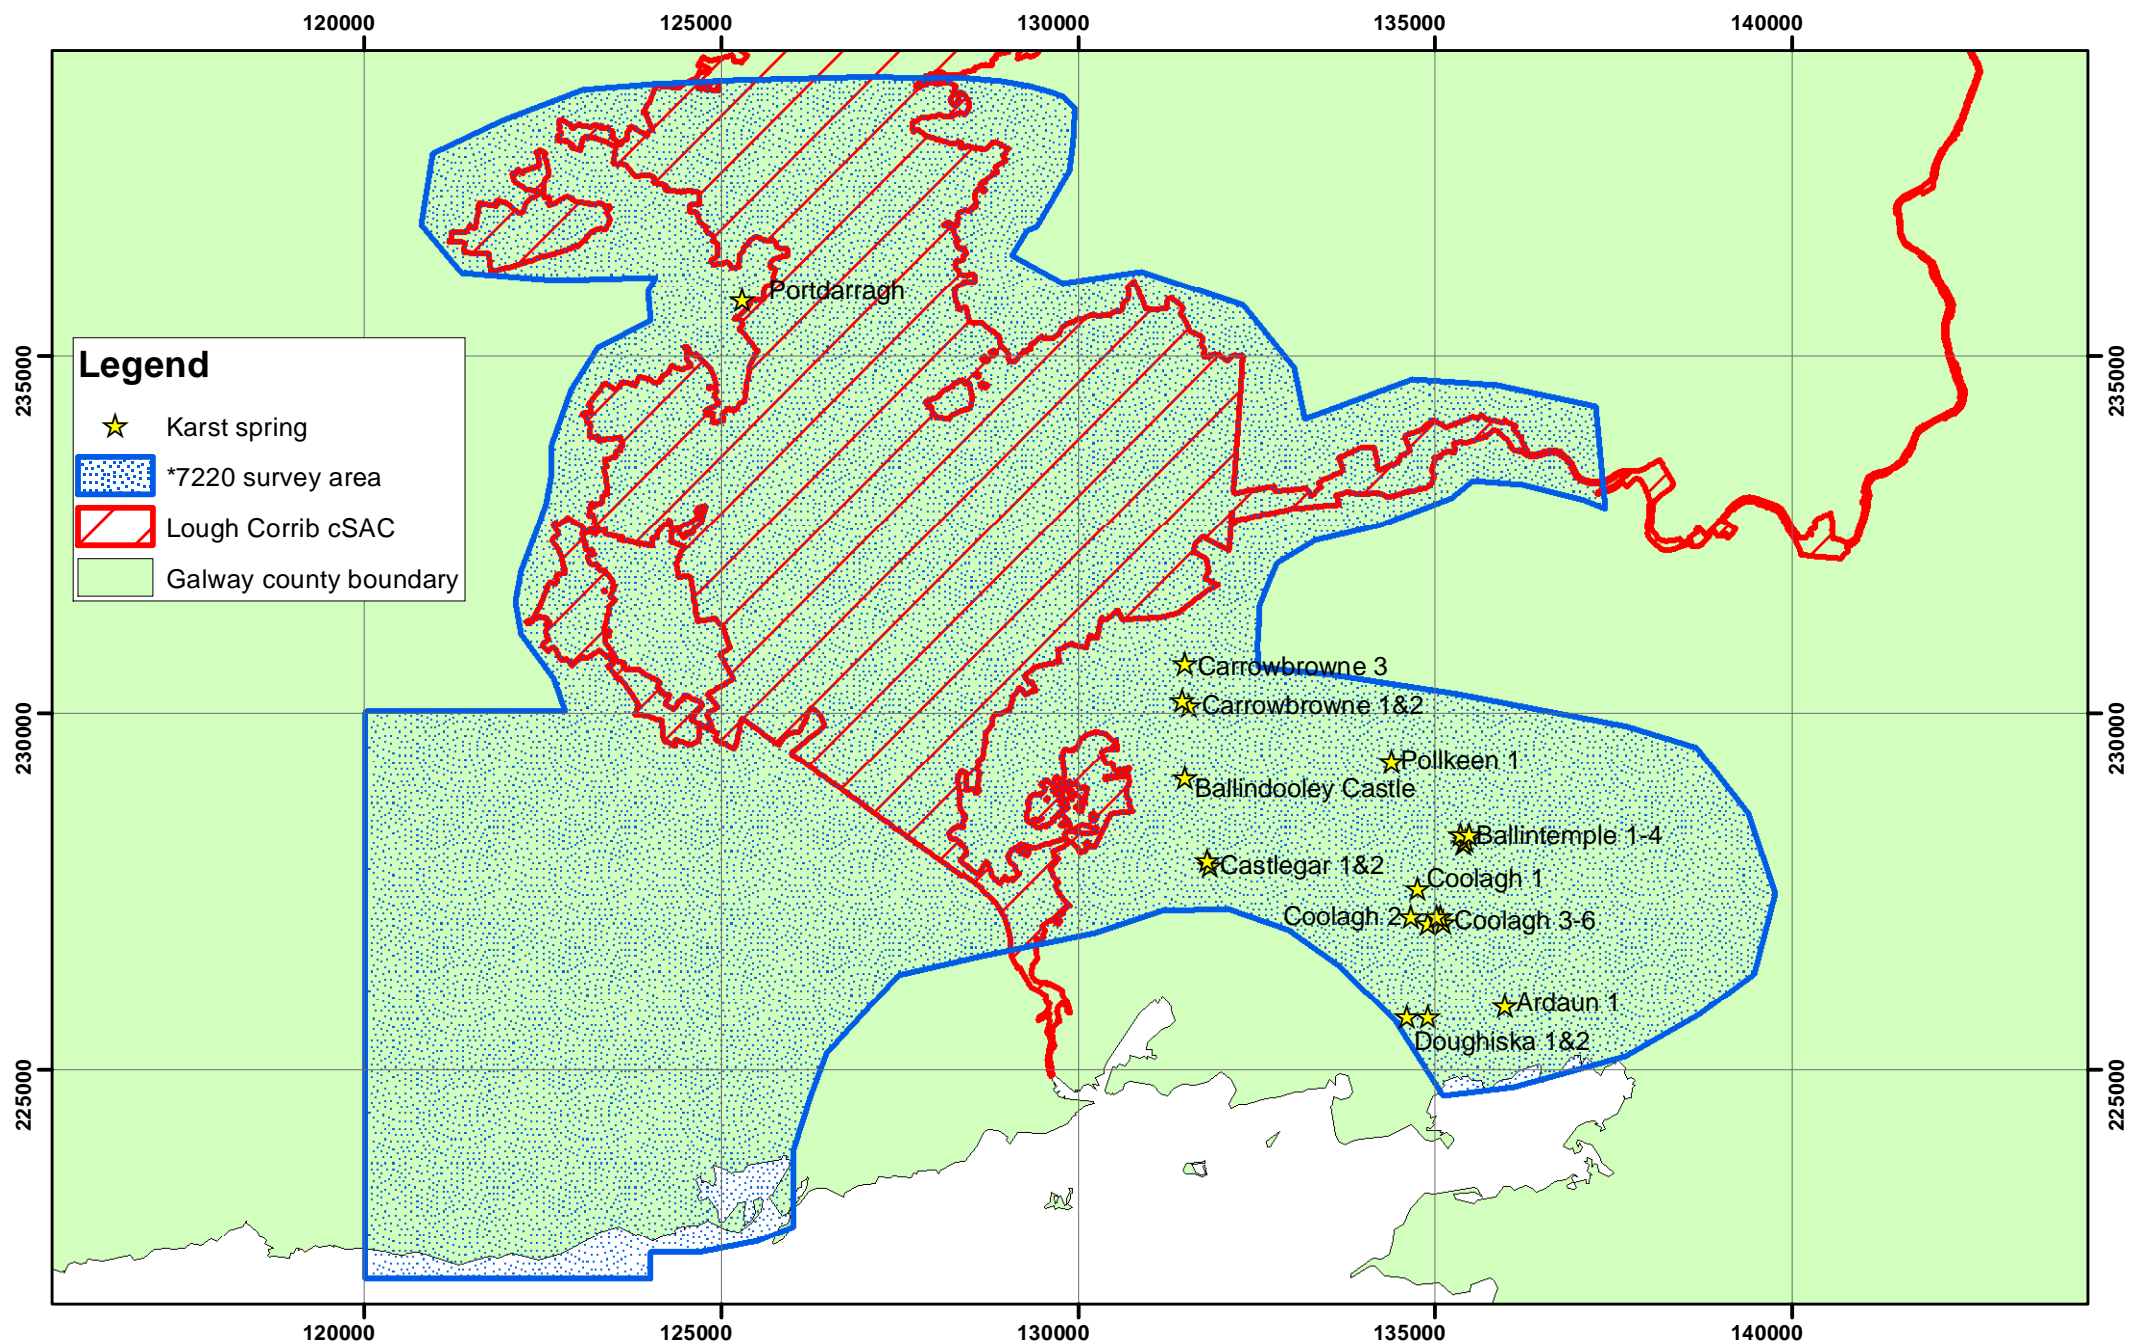 120000 125000 130000 135000 140000
Portdarragh
235000 235000
Legend
Karst spring
*7220 survey area
Lough Corrib cSAC
Galway county boundary
Carrowbrowne 3
Carrowbrowne 1&2
230000 230000
Pollkeen 1
Ballindooley Castle
Ballintemple 1-4
Castlegar 1&2
Coolagh 1
Coolagh 2
Coolagh 3-6
Ardaun 1
Doughiska 1&2
225000 225000
120000 125000 130000 135000 140000